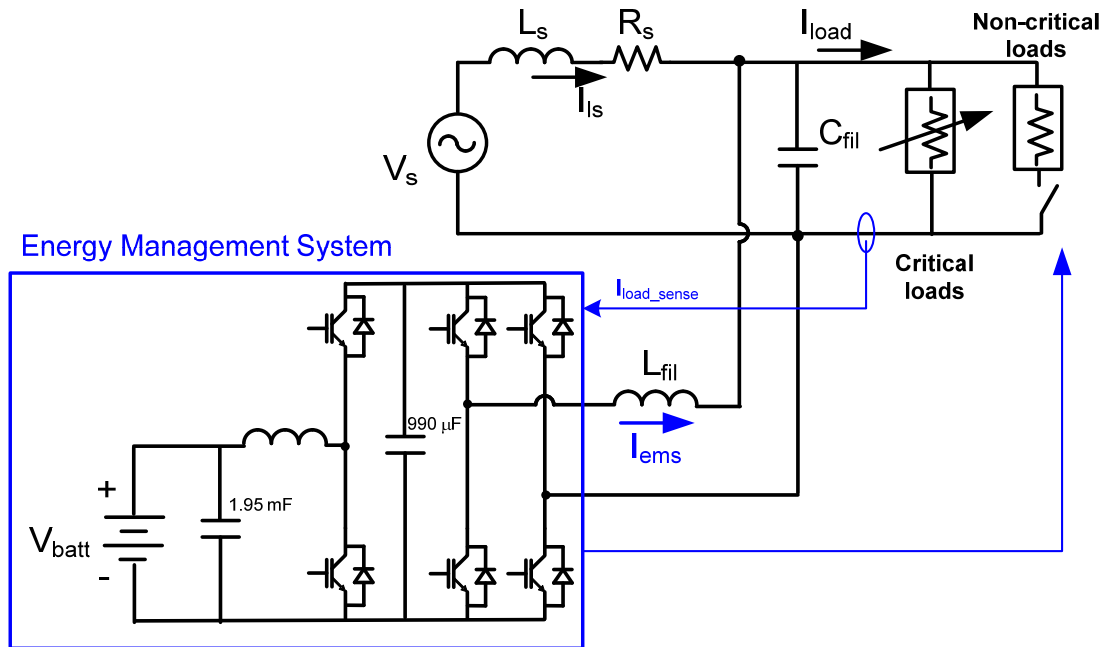 Ls
Rs
Iload
Non-critical
loads
Ils
Cfil
Vs
Energy Management System
Critical
loads
Iload_sense
Lfil
990 μF
Iems
+
1.95 mF
Vbatt
-